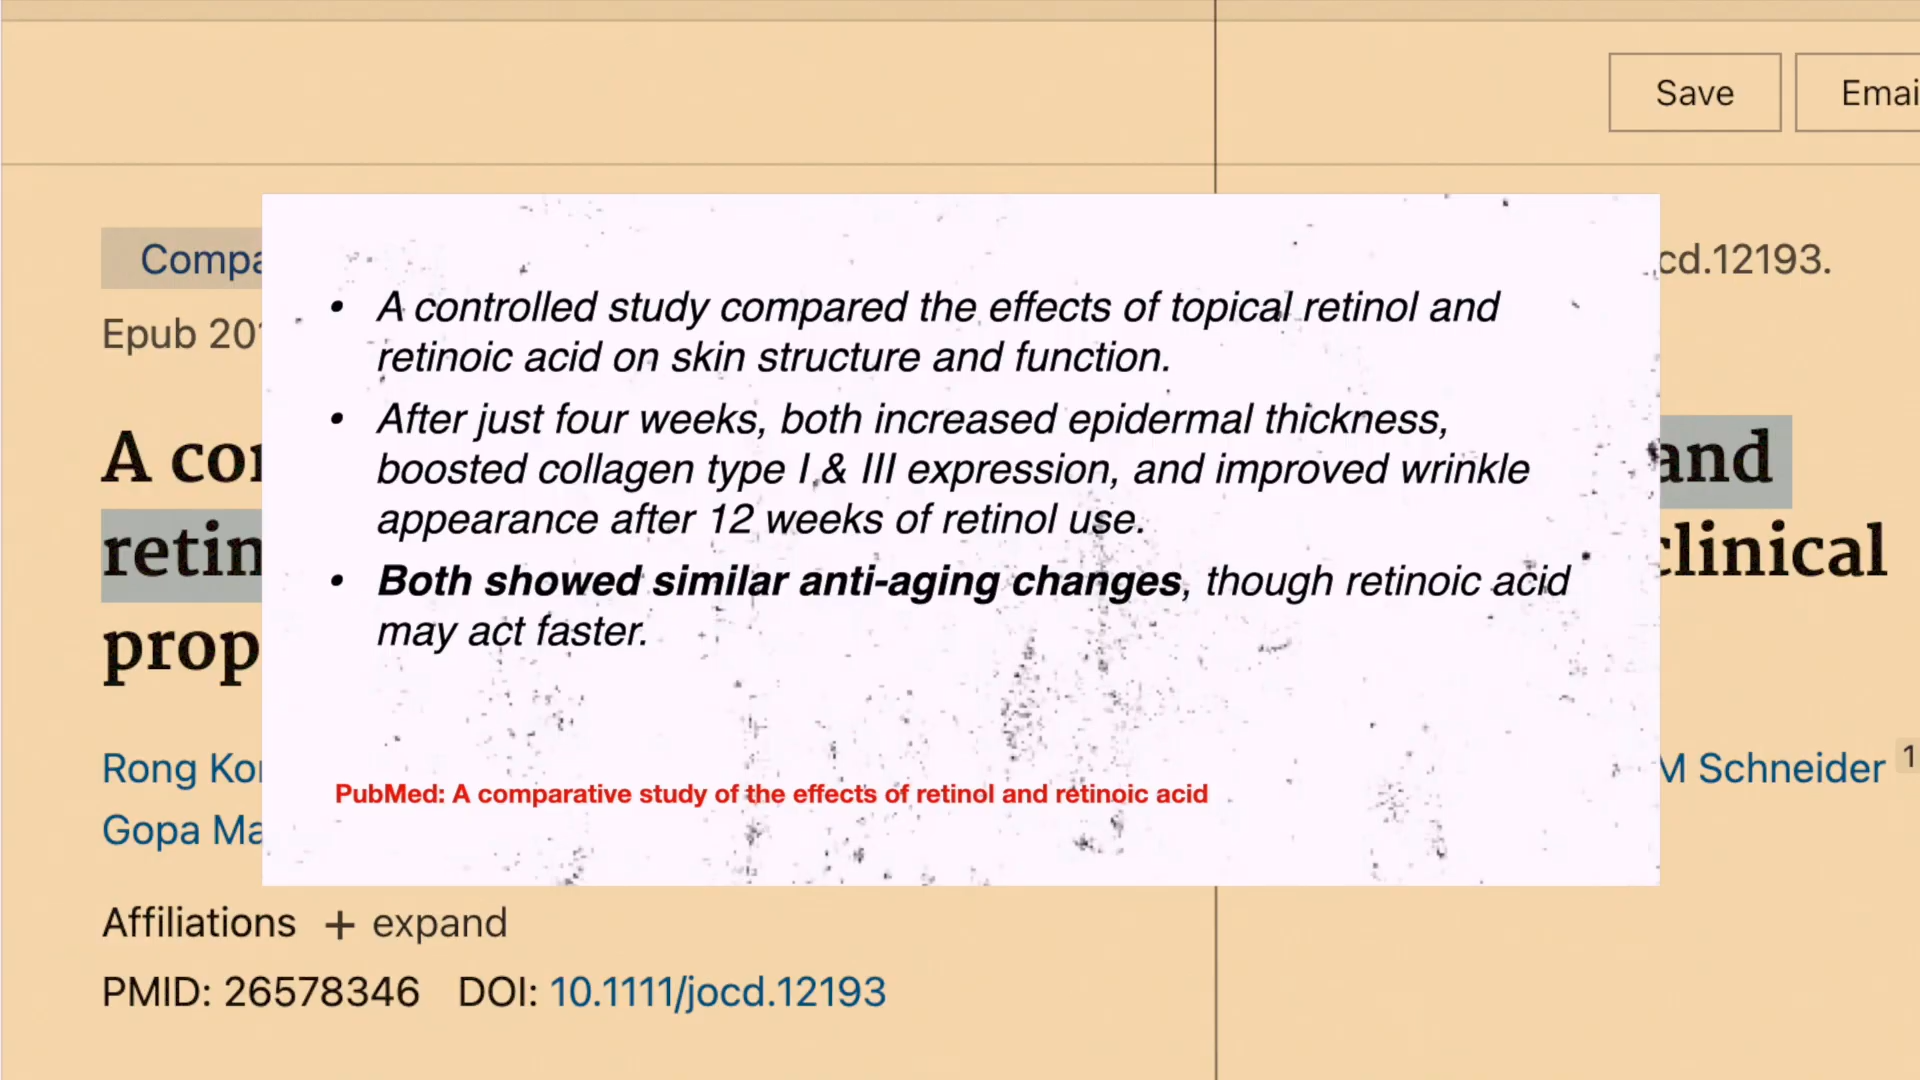 Save
Emai
Compa
cd.12193.
Epub 201
A con
and
retin
clinical
prop
• A controlled study compared the effects of topical retinol and
retinoic acid on skin structure and function.
• After just four weeks, both increased epidermal thickness,
boosted collagen type I & III expression, and improved wrinkle
appearance after 12 weeks of retinol use.
• Both showed similar anti-aging changes, though retinoic acid
may act faster.
PubMed: A comparative study of the effects of retinol and retinoic acid
Rong Kon
M Schneider 1
Gopa Ma
Affiliations + expand
PMID: 26578346 DOI: 10.1111/jocd.12193